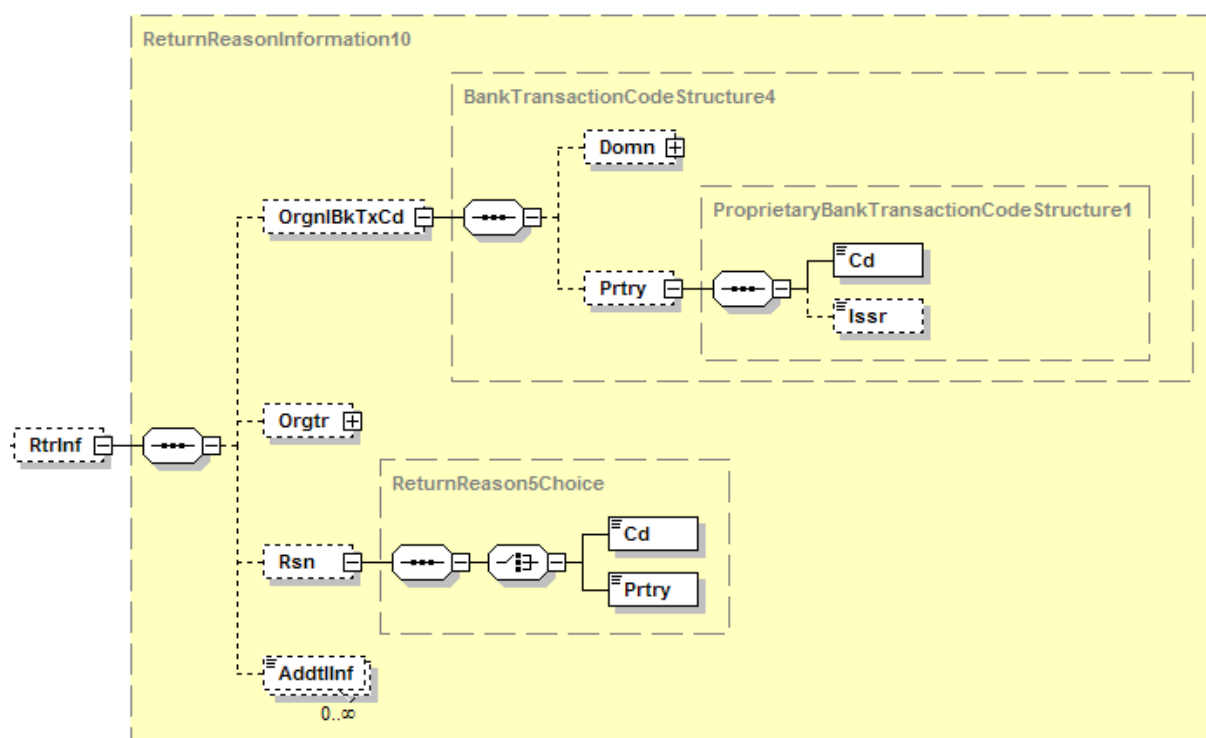 ReturnReasonInformation10
BankTransactionCodeStructure4
Domn
ProprietaryBankTransactionCodeStructure1
OrgnlBkTxCd
Cd
Prtry
Issr
Orgtr
RtrInf
ReturnReason5Choice
Cd
Rsn
Prtry
AddtlInf
0..∞